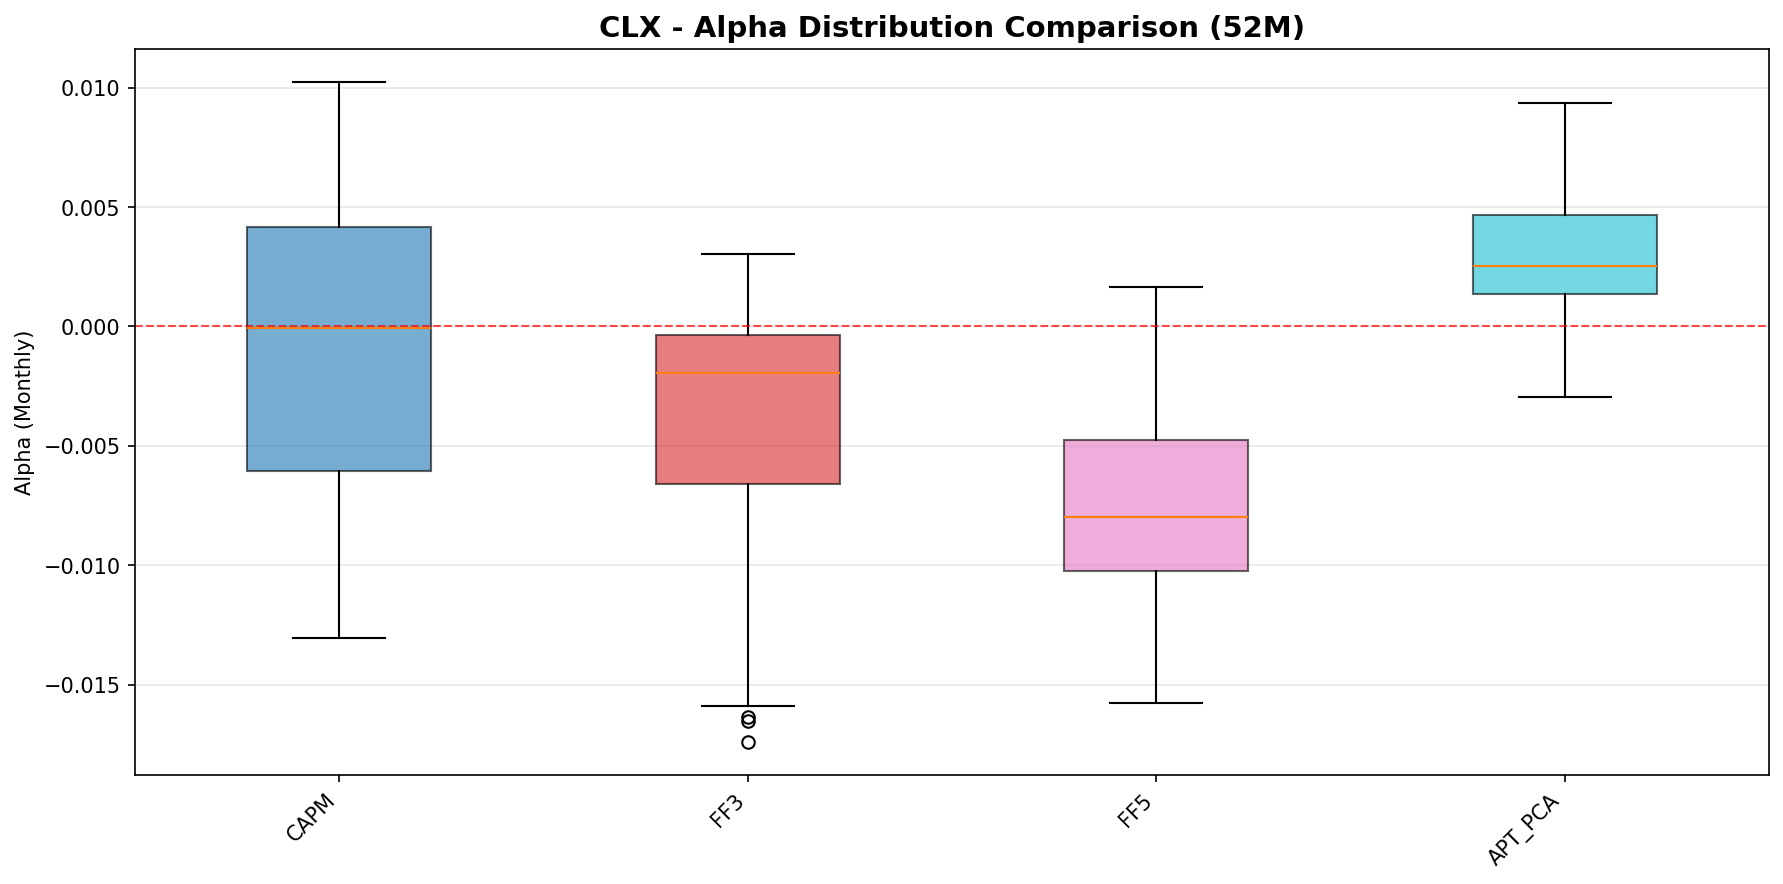 CLX - Alpha Distribution Comparison (52M)
Alpha (Monthly)
0.010
0.005
0.000
−0.005
−0.010
−0.015
CAPM
FF3
FF5
APT_PCA